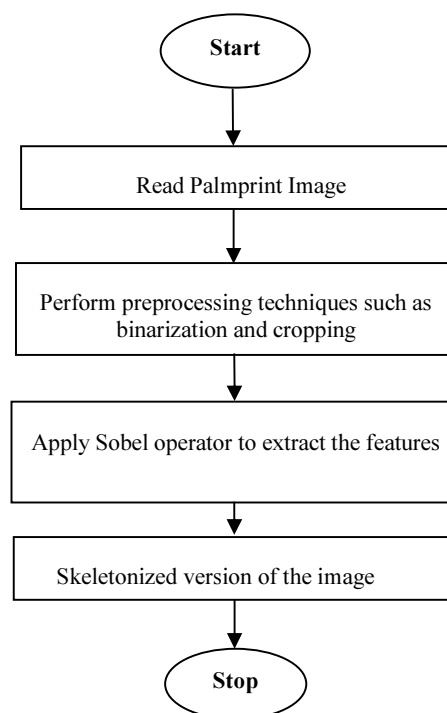 Start
Read Palmprint Image
Perform preprocessing techniques such as
binarization and cropping
Apply Sobel operator to extract the features
Skeletonized version of the image
Stop